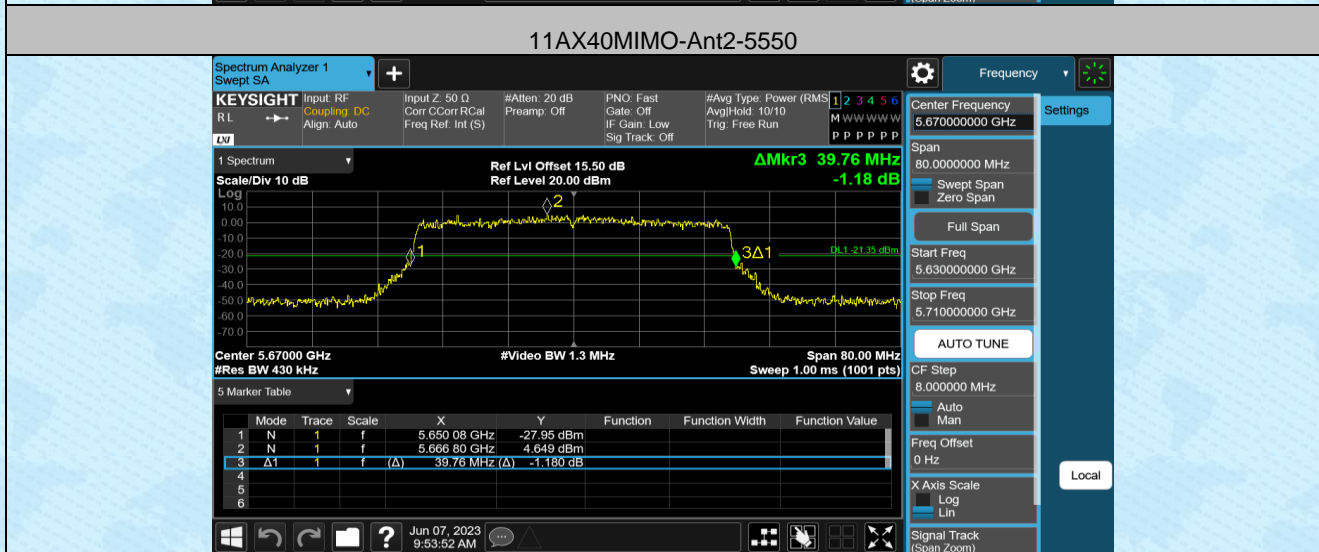 (Span Zoom)
11AX40MIMO-Ant2-5550
Spectrum Analyzer 1
Swept SA
+
Frequency
KEYSIGHT
RL
LXI
Input: RF
Coupling: DC
Align: Auto
Input Z: 50 Ω
Corr CCorr RCal
Freq Ref: Int (S)
#Atten: 20 dB
Preamp: Off
PNO: Fast
Gate: Off
IF Gain: Low
Sig Track: Off
#Avg Type: Power (RMS
Avg|Hold: 10/10
Trig: Free Run
1 2 3 4 5 6
M W W W W W
P P P P P P
Center Frequency
5.670000000 GHz
Settings
Span
80.0000000 MHz
Swept Span
Zero Span
Full Span
Start Freq
5.630000000 GHz
Stop Freq
5.710000000 GHz
AUTO TUNE
CF Step
8.000000 MHz
Auto
Man
Freq Offset
0 Hz
X Axis Scale
Log
Lin
Local
Signal Track
(Span Zoom)
1 Spectrum
Scale/Div 10 dB
Ref Lvl Offset 15.50 dB
Ref Level 20.00 dBm
ΔMkr3 39.76 MHz
-1.18 dB
Log
10.0
0.00
-10.0
-20.0
-30.0
-40.0
-50.0
-60.0
-70.0
1
2
3Δ1
DL1 -21.35 dBm
Center 5.67000 GHz
#Video BW 1.3 MHz
Span 80.00 MHz
#Res BW 430 kHz
Sweep 1.00 ms (1001 pts)
5 Marker Table
Mode Trace Scale X Y Function Function Width Function Value
1 N 1 f 5.650 08 GHz -27.95 dBm
2 N 1 f 5.666 80 GHz 4.649 dBm
3 Δ1 1 f (Δ) 39.76 MHz (Δ) -1.180 dB
4
5
6
?
Jun 07, 2023
9:53:52 AM